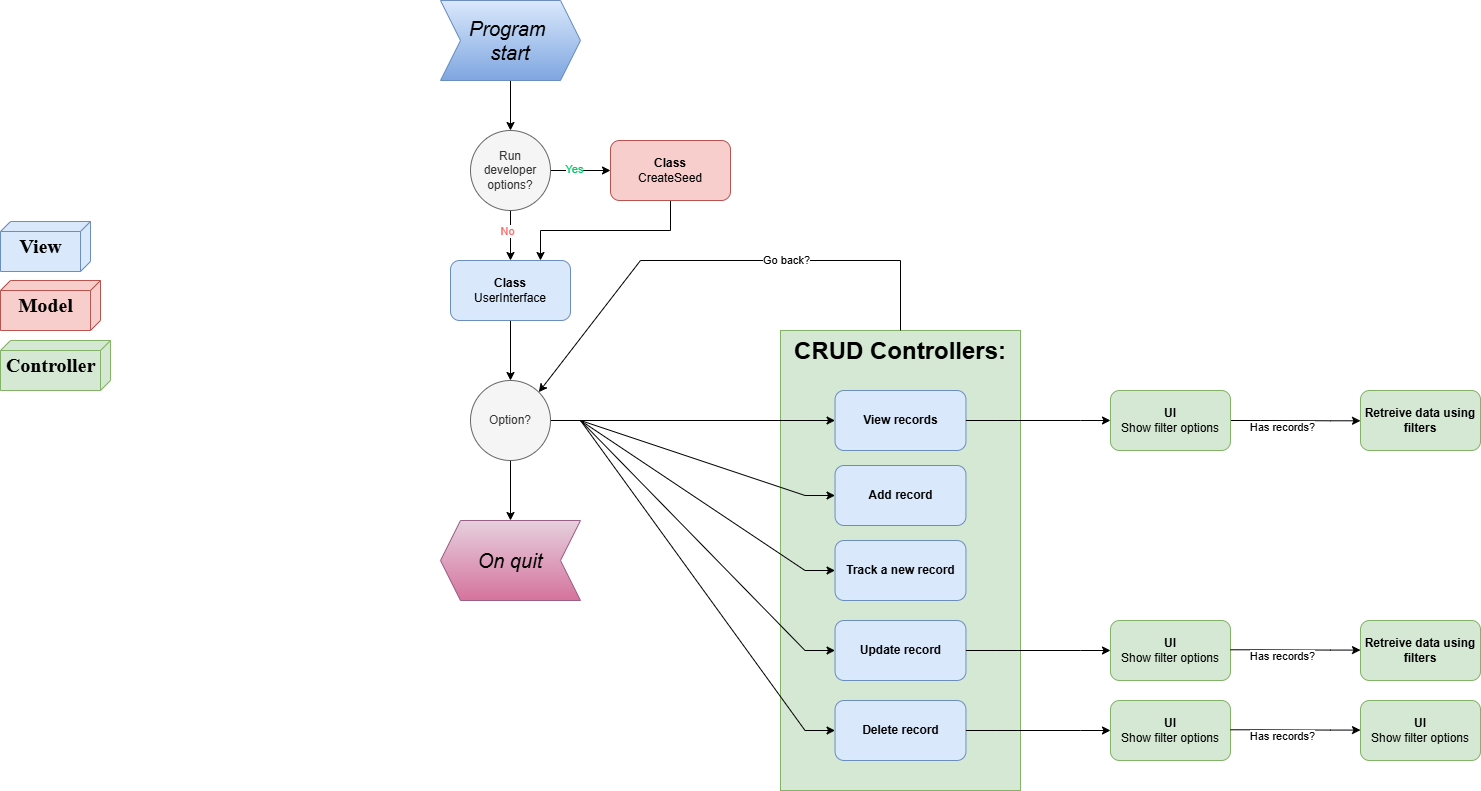 Program
start
Run
developer
options?
Yes
Class
CreateSeed
No
View
Model
Controller
Class
UserInterface
Go back?
CRUD Controllers:
Option?
View records
UI
Show filter options
Has records?
Retreive data using
filters
Add record
On quit
Track a new record
Update record
UI
Show filter options
Has records?
Retreive data using
filters
Delete record
UI
Show filter options
Has records?
UI
Show filter options